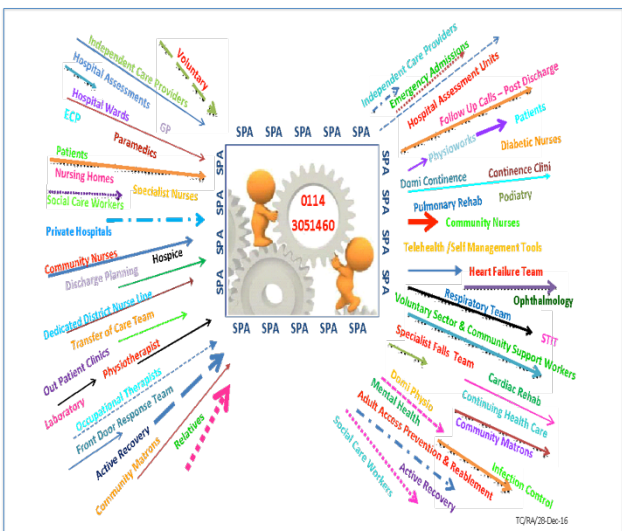 Independent Care Providers
Voluntary
Hospital Assessments
Hospital Wards
GP
ECP
Paramedics
Patients
Nursing Homes
Specialist Nurses
Social Care Workers
Private Hospitals
Community Nurses
Hospice
Discharge Planning
Dedicated District Nurse Line
Transfer of Care Team
Out Patient Clinics
Physiotherapist
Laboratory
Occupational Therapists
Front Door Response Team
Active Recovery
Relatives
Community Matrons
SPA SPA SPA SPA SPA
SPA SPA SPA SPA SPA
0114
3051460
SPA SPA SPA SPA SPA
SPA SPA SPA SPA SPA
Independent Care Providers
Emergency Admissions
Hospital Assessment Units
Follow Up Calls – Post Discharge
Physioworks
Patients
Diabetic Nurses
Domi Continence
Continence Clini
Pulmonary Rehab
Podiatry
Community Nurses
Telehealth /Self Management Tools
Heart Failure Team
Ophthalmology
Respiratory Team
STIT
Voluntary Sector & Community Support Workers
Specialist Falls Team
Cardiac Rehab
Domi Physio
Continuing Health Care
Mental Health
Community Matrons
Adult Access Prevention & Reablement
Infection Control
Social Care Workers
Active Recovery
TC/RA/28-Dec-16